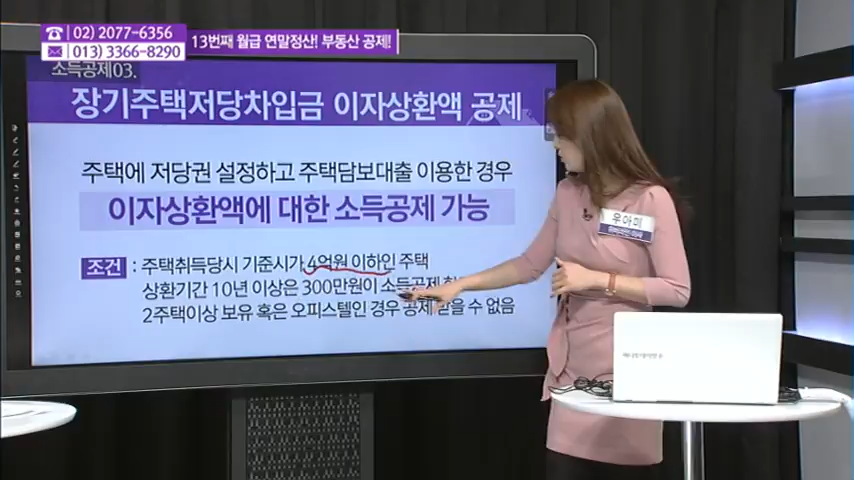 02) 2077-6356
013) 3366-8290
13번째 월급 연말정산! 부동산 공제!
소득공제03.
장기주택저당차입금 이자상환액 공제
주택에 저당권 설정하고 주택담보대출 이용한 경우
이자상환액에 대한 소득공제 가능
조건 : 주택취득당시 기준시가 4억원 이하인 주택
상환기간 10년 이상은 300만원이 소득공제
2주택이상 보유 혹은 오피스텔인 경우 공제 받을 수 없음
우아미